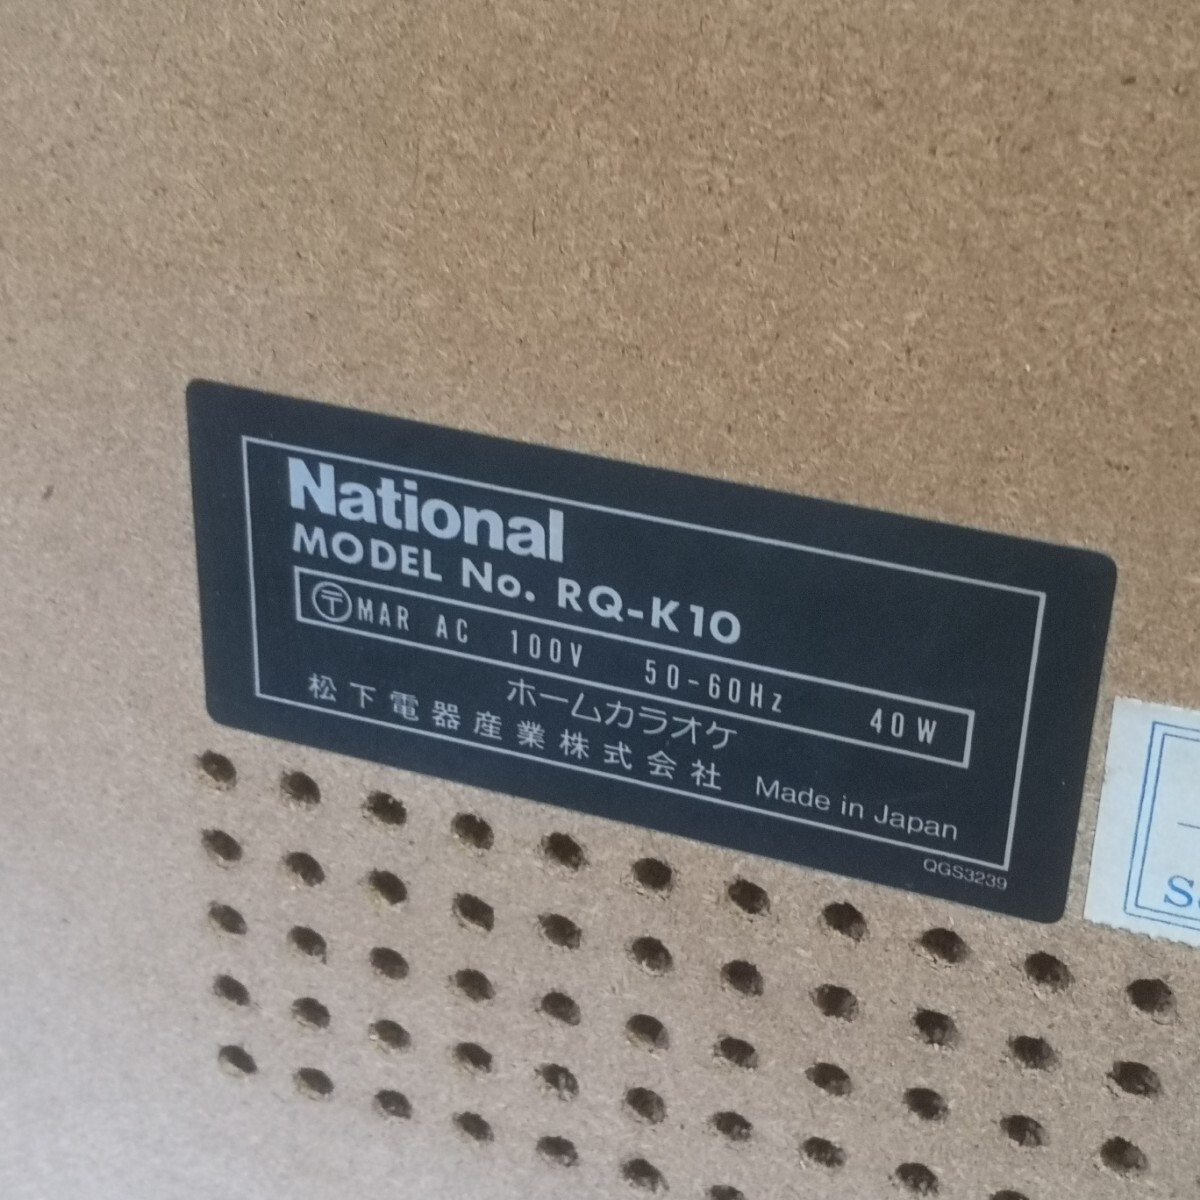 National
MODEL No. RQ-K10
〒 MAR AC 100V 50-60Hz 40W
ホームカラオケ
松下電器産業株式会社 Made in Japan
QGS3239